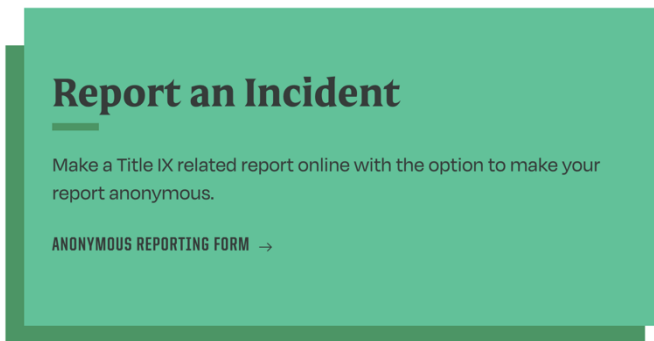 Report an Incident
Make a Title IX related report online with the option to make your
report anonymous.
ANONYMOUS REPORTING FORM →